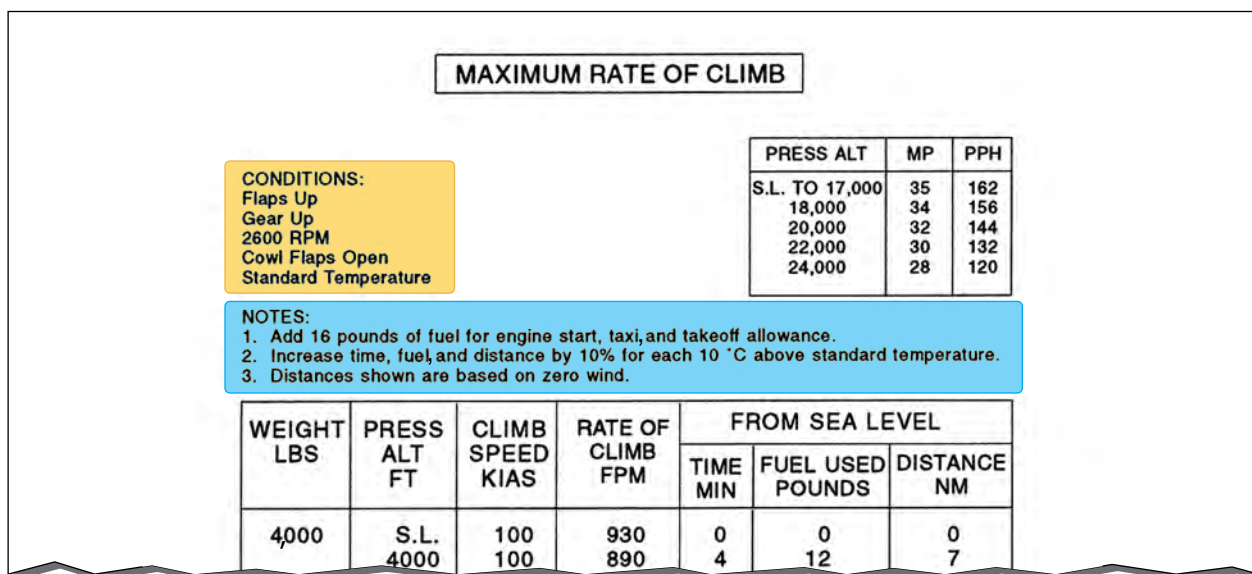 MAXIMUM RATE OF CLIMB
PRESS ALT MP PPH
S.L. TO 17,000 35 162
18,000 34 156
20,000 32 144
22,000 30 132
24,000 28 120
CONDITIONS:
Flaps Up
Gear Up
2600 RPM
Cowl Flaps Open
Standard Temperature
NOTES:
1. Add 16 pounds of fuel for engine start, taxi, and takeoff allowance.
2. Increase time, fuel, and distance by 10% for each 10 °C above standard temperature.
3. Distances shown are based on zero wind.
WEIGHT LBS
PRESS ALT FT
CLIMB SPEED KIAS
RATE OF CLIMB FPM
FROM SEA LEVEL
TIME MIN
FUEL USED POUNDS
DISTANCE NM
4,000 S.L. 100 930 0 0 0
4000 100 890 4 12 7